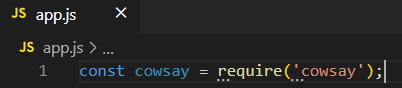 JS app.js ×
JS app.js > ...
1 const cowsay = require('cowsay');